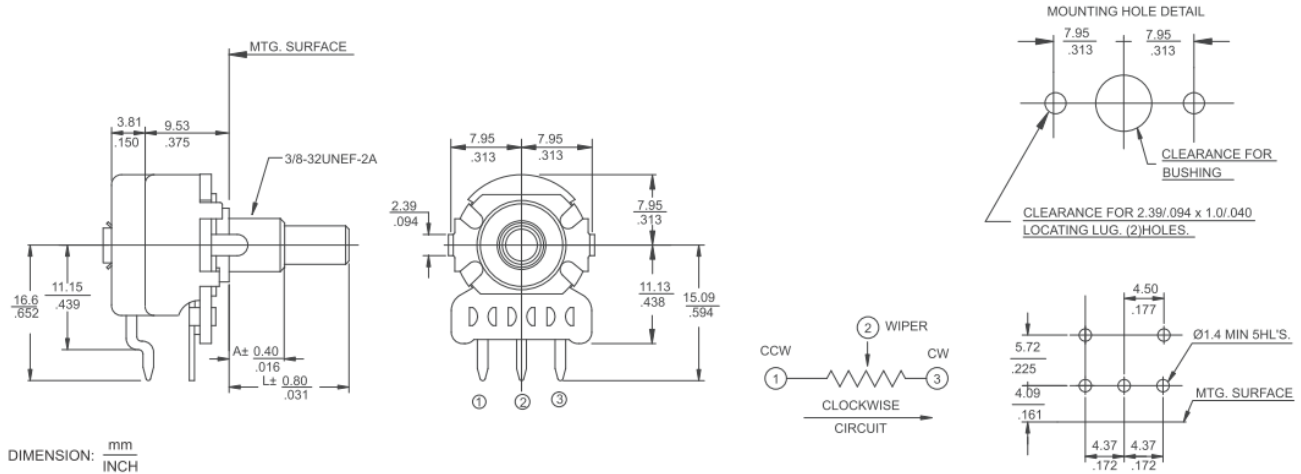 MTG. SURFACE
3.81
.150
9.53
.375
3/8-32UNEF-2A
16.6
.652
11.15
.439
A± 0.40
.016
L± 0.80
.031
7.95
.313
7.95
.313
2.39
.094
7.95
.313
11.13
.438
15.09
.594
1
2
3
DIMENSION: mm
INCH
2 WIPER
CCW
CW
1
3
CLOCKWISE
CIRCUIT
MOUNTING HOLE DETAIL
7.95
.313
7.95
.313
CLEARANCE FOR
BUSHING
CLEARANCE FOR 2.39/.094 x 1.0/.040
LOCATING LUG. (2)HOLES.
4.50
.177
5.72
.225
Ø1.4 MIN 5HL'S.
4.09
.161
MTG. SURFACE
4.37
.172
4.37
.172